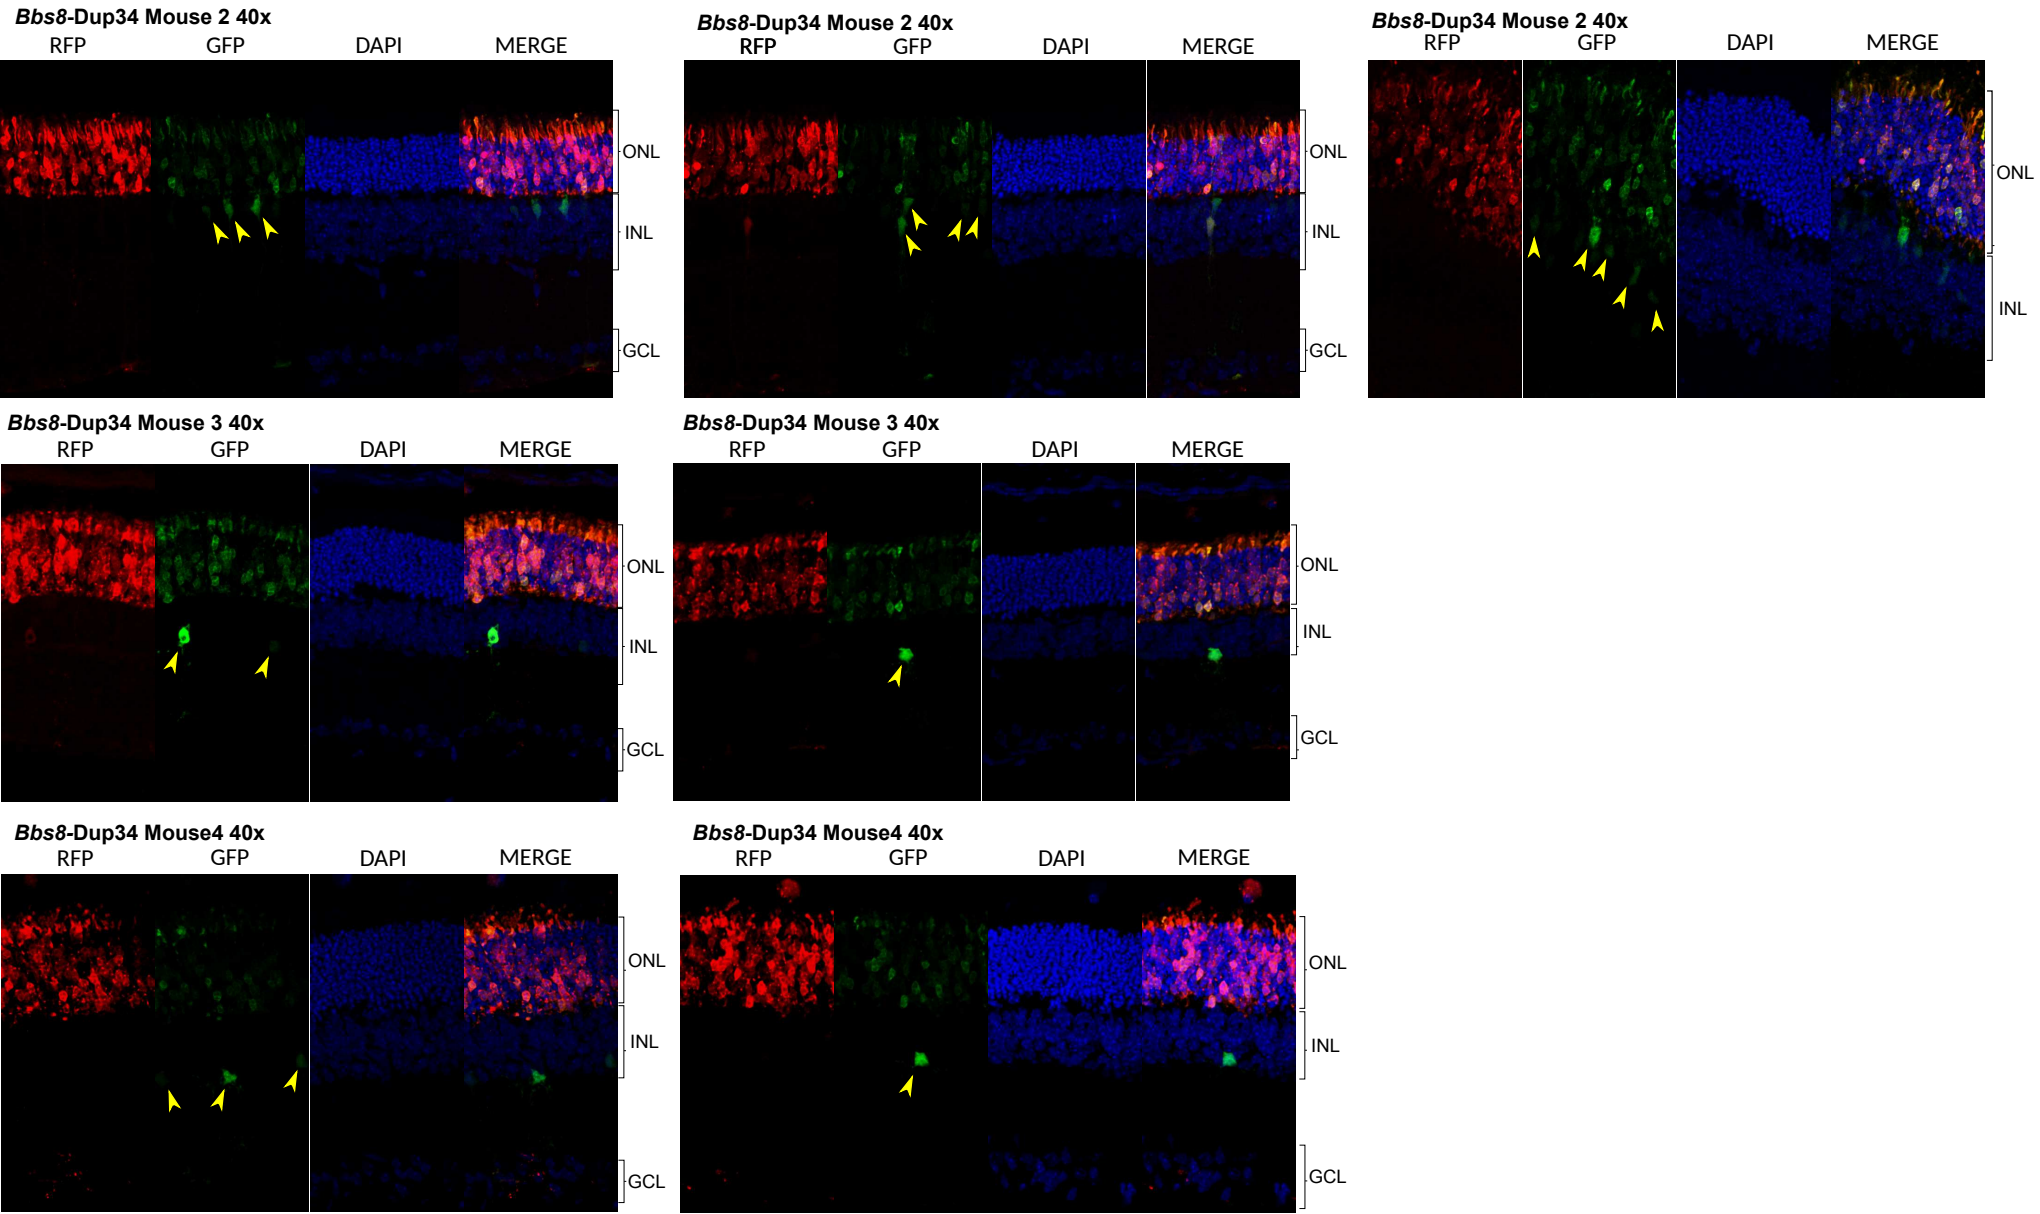 Bbs8-Dup34 Mouse 2 40x
RFP GFP DAPI MERGE
ONL
INL
GCL
Bbs8-Dup34 Mouse 2 40x
RFP GFP DAPI MERGE
ONL
INL
GCL
Bbs8-Dup34 Mouse 2 40x
RFP GFP DAPI MERGE
ONL
INL
Bbs8-Dup34 Mouse 3 40x
RFP GFP DAPI MERGE
ONL
INL
GCL
Bbs8-Dup34 Mouse 3 40x
RFP GFP DAPI MERGE
ONL
INL
GCL
Bbs8-Dup34 Mouse4 40x
RFP GFP DAPI MERGE
ONL
INL
GCL
Bbs8-Dup34 Mouse4 40x
RFP GFP DAPI MERGE
ONL
INL
GCL